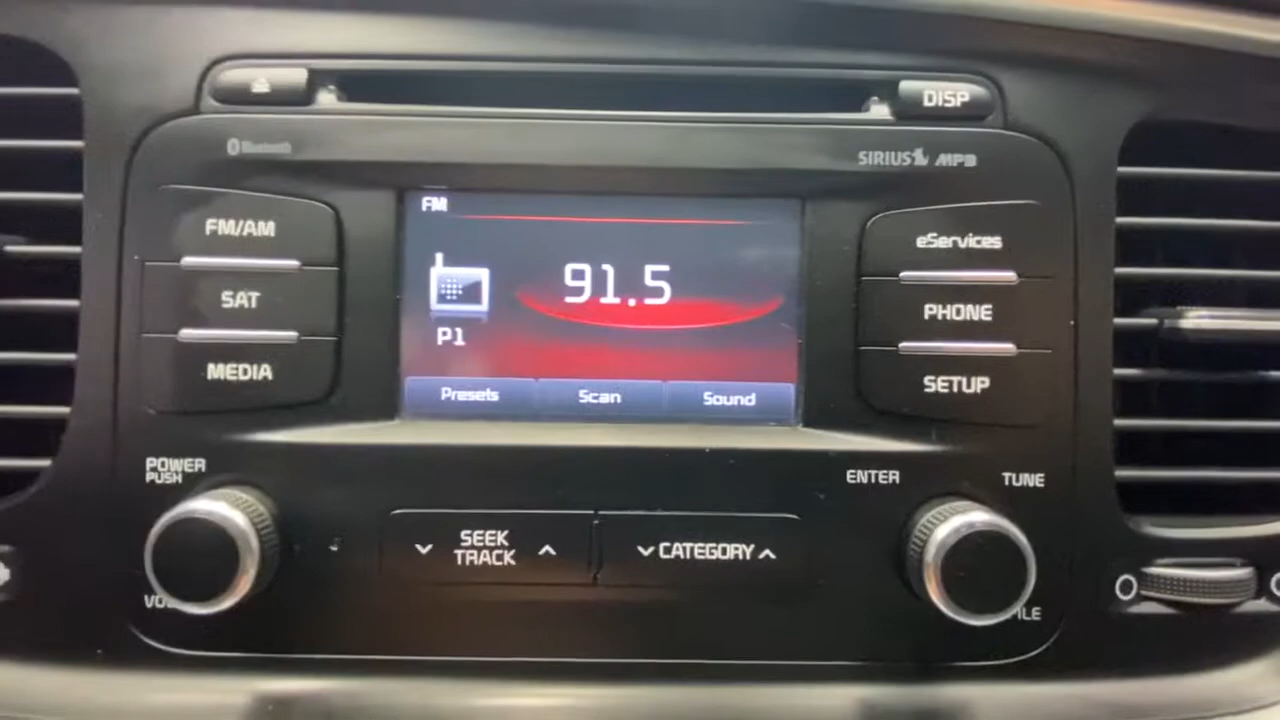 DISP
Bluetooth
SIRIUS MP3
FM/AM
SAT
MEDIA
FM
91.5
P1
Presets Scan Sound
eServices
PHONE
SETUP
POWER
PUSH
SEEK
TRACK
CATEGORY
ENTER
TUNE